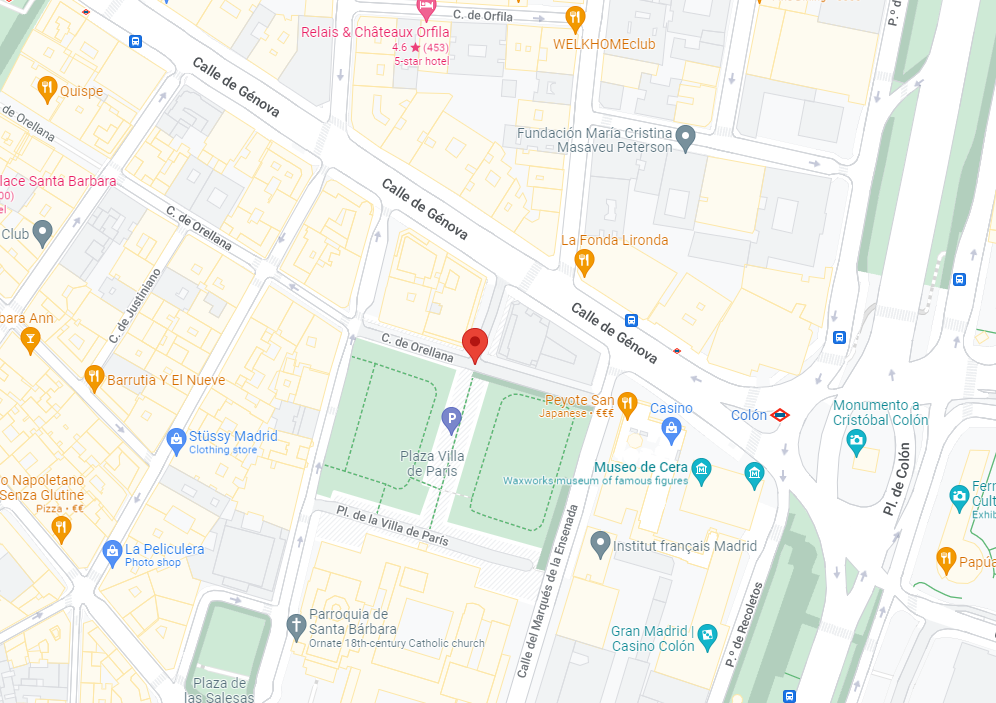 C. de Orfila
Relais & Châteaux Orfila
4.6 ★ (453)
5-star hotel
WELKHOMEclub
P.º de
Calle de Génova
Quispe
de Orellana
Fundación María Cristina
Masaveu Peterson
lace Santa Barbara
00)
el
Calle de Génova
C. de Orellana
Club
La Fonda Lironda
C. de Justiniano
bara Ann
Calle de Génova
C. de Orellana
Barrutia Y El Nueve
Peyote San
Japanese • €€€
Casino
Colón
Monumento a
Cristóbal Colón
P
Stüssy Madrid
Clothing store
Plaza Villa
de París
Museo de Cera
Waxworks museum of famous figures
Pl. de Colón
o Napoletano
Senza Glutine
Pizza • €€
Fern
Cult
Exhib
Pl. de la Villa de París
La Peliculera
Photo shop
Institut français Madrid
Papua
Calle del Marqués de la Ensenada
P.º de Recoletos
Parroquia de
Santa Bárbara
Ornate 18th-century Catholic church
Gran Madrid |
Casino Colón
Plaza de
las Salesas